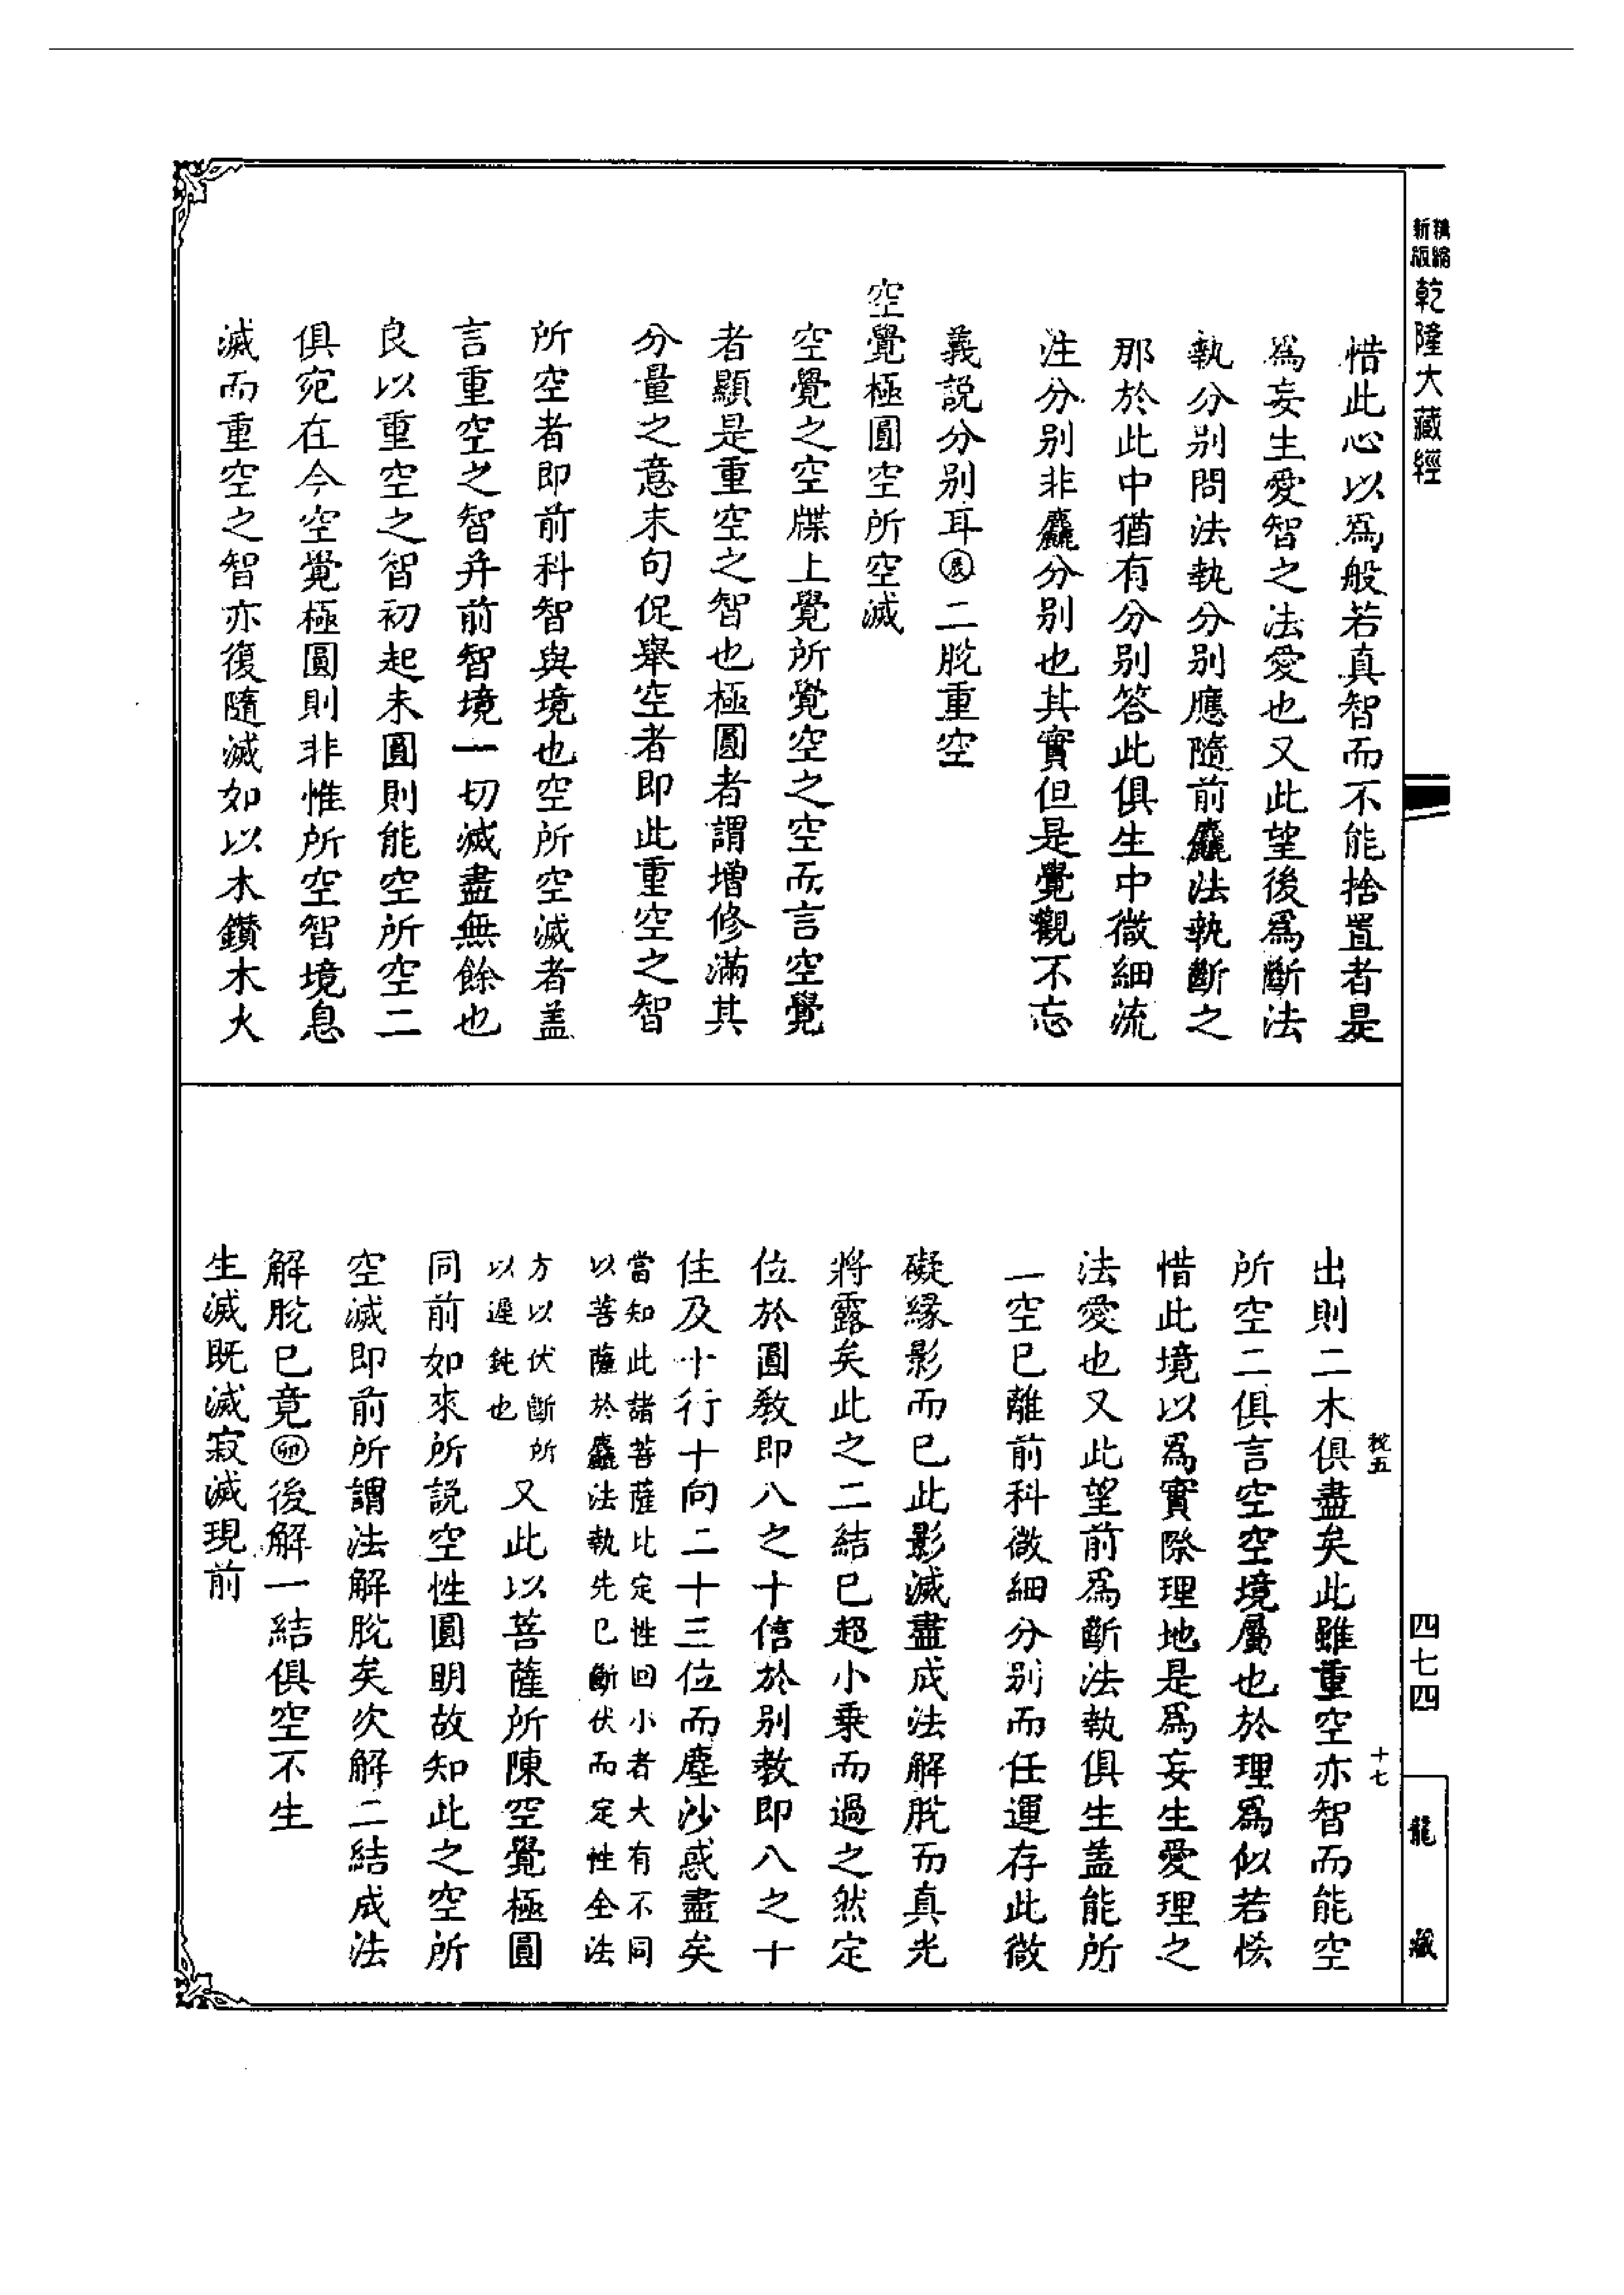 精縮
新版
乾隆大藏經
惜此心以爲般若真智而不能捨置者是
爲妄生愛智之法愛也又此望後爲斷法
執分别問法執分别應隨前麤法執斷之
那於此中猶有分别答此俱生中微細流
注分别非麤分别也其實但是覺觀不忘
義説分别耳㊁二脫重空
空覺極圓空所空滅
空覺之空牒上覺所覺空之空而言空覺
者顯是重空之智也極圓者謂增修滿其
分量之意末句促舉空者即此重空之智
所空者即前科智與境也空所空滅者盖
言重空之智并前智境一切滅盡無餘也
良以重空之智初起未圓則能空所空二
俱宛在今空覺極圓則非惟所空智境息
滅而重空之智亦復隨滅如以木鑽木火
出則二木俱盡矣此雖重空亦智而能空
所空二俱言空空境屬也於理爲似若悋
惜此境以爲實際理地是爲妄生愛理之
法愛也又此望前爲斷法執俱生盖能所
一空已離前科微細分别而任運存此微
礙緣影而已此影滅盡成法解脫而真光
將露矣此之二結已超小乘而過之然定
位於圓教即八之十信於别教即八之十
住及十行十向二十三位而塵沙惑盡矣
當知此諸菩薩比定性回小者大有不同
以菩薩於麤法執先已斷伏而定性全法
方以伏斷所
以遲鈍也
又此以菩薩所陳空覺極圓
同前如來所説空性圓明故知此之空所
空滅即前所謂法解脫矣次解二結成法
解脫已竟㊞後解一結俱空不生
生滅既滅寂滅現前
四七四
十七
龍藏